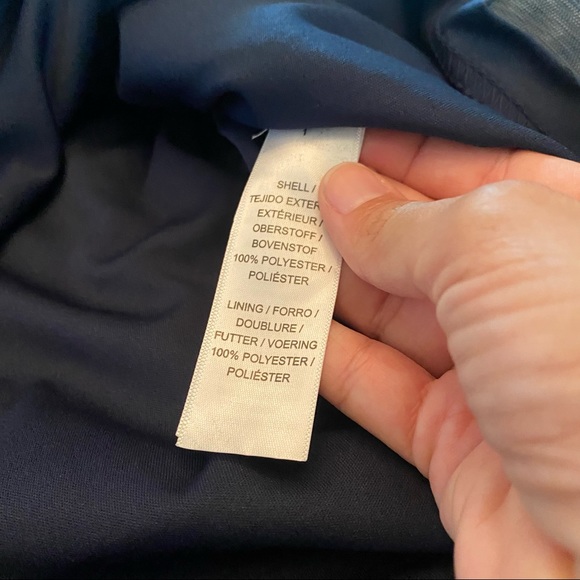 SHELL /
TEJIDO EXTER
EXTÉRIEUR /
OBERSTOFF /
BOVENSTOF
100% POLYESTER /
POLIÉSTER
LINING / FORRO /
DOUBLURE /
FUTTER / VOERING
100% POLYESTER /
POLIÉSTER